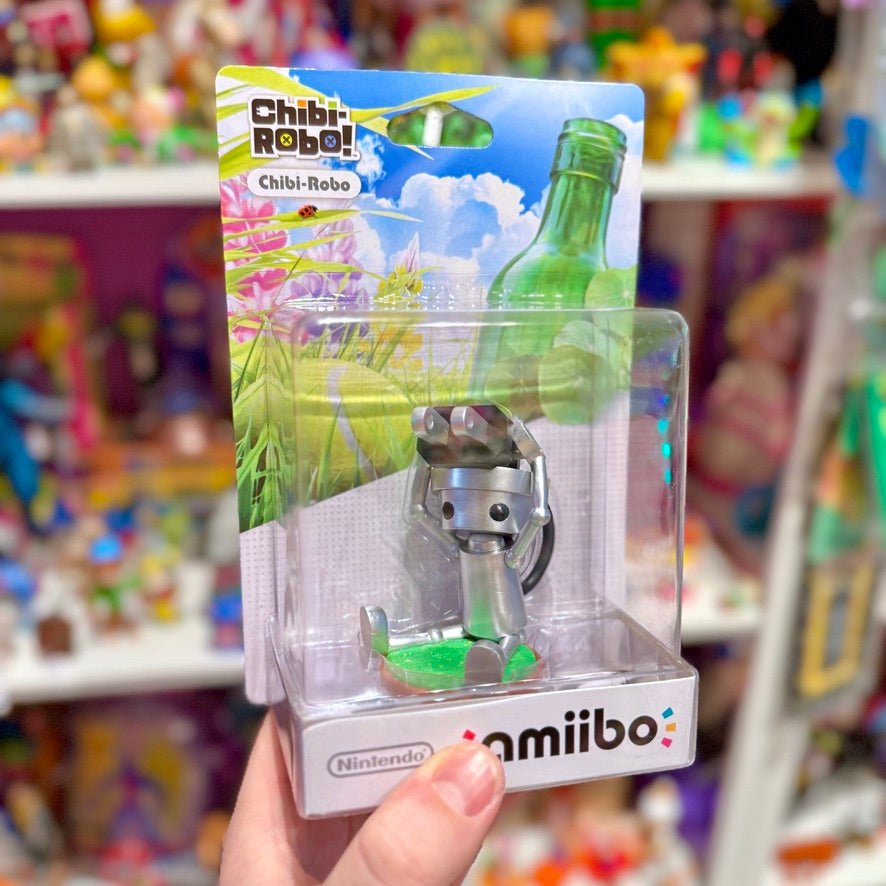 Chibi-
Robo!
Chibi-Robo
Nintendo
amiibo